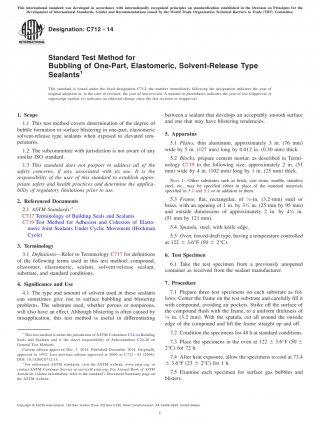 This international standard was developed in accordance with internationally recognized principles on standardization established in the Decision on Principles for the
Development of International Standards, Guides and Recommendations issued by the World Trade Organization Technical Barriers to Trade (TBT) Committee.
Designation: C712 − 14
INTERNATIONAL
Standard Test Method for
Bubbling of One-Part, Elastomeric, Solvent-Release Type
Sealants1
This standard is issued under the fixed designation C712; the number immediately following the designation indicates the year of
original adoption or, in the case of revision, the year of last revision. A number in parentheses indicates the year of last reapproval. A
superscript epsilon (ε) indicates an editorial change since the last revision or reapproval.
1. Scope
1.1 This test method covers determination of the degree of
bubble formation or surface blistering in one-part, elastomeric
solvent-release type sealants when exposed to elevated tem-
peratures.
1.2 The subcommittee with jurisdiction is not aware of any
similar ISO standard.
1.3 This standard does not purport to address all of the
safety concerns, if any, associated with its use. It is the
responsibility of the user of this standard to establish appro-
priate safety and health practices and determine the applica-
bility of regulatory limitations prior to use.
2. Referenced Documents
2.1 ASTM Standards:2
C717 Terminology of Building Seals and Sealants
C719 Test Method for Adhesion and Cohesion of Elasto-
meric Joint Sealants Under Cyclic Movement (Hockman
Cycle)
3. Terminology
3.1 Definitions—Refer to Terminology C717 for definitions
of the following terms used in this test method: compound,
elastomer, elastomeric, sealant, solvent-release sealant,
substrate, and standard conditions.
4. Significance and Use
4.1 The type and amount of solvent used in these sealants
can sometimes give rise to surface bubbling and blistering
problems. The substrate used, whether porous or nonporous,
will also have an effect. Although blistering is often caused by
misapplication, this test method is useful in differentiating
1 This test method is under the jurisdiction of ASTM Committee C24 on Building
Seals and Sealants and is the direct responsibility of Subcommittee C24.20 on
General Test Methods.
Current edition approved Dec. 1, 2014. Published December 2014. Originally
approved in 1972. Last previous edition approved in 2009 as C712 – 03 (2009).
DOI: 10.1520/C0712-14.
2 For referenced ASTM standards, visit the ASTM website, www.astm.org, or
contact ASTM Customer Service at service@astm.org. For Annual Book of ASTM
Standards volume information, refer to the standard's Document Summary page on
the ASTM website.
between a sealant that develops an acceptably smooth surface
and one that may have blistering tendencies.
5. Apparatus
5.1 Plates, thin aluminum, approximately 3 in. (76 mm)
wide by 5 in. (127 mm) long by 0.012 in. (0.30 mm) thick.
5.2 Blocks, prepare cement mortar, as described in Termi-
nology C719 to the following size; approximately 2 in. (51
mm) wide by 4 in. (102 mm) long by 1 in. (25 mm) thick.
NOTE 1—Other substrates such as brick, cast stone, marble, stainless
steel, etc., may be specified either in place of the standard materials
specified in 5.1 and 5.2 or in addition to them.
5.3 Frame, flat, rectangular, of ⅛-in. (3.2-mm) steel or
brass, with an opening of 1 in. by 3¾ in. (25 mm by 95 mm)
and outside dimensions of approximately 2 in. by 4¾ in.
(51 mm by 121 mm).
5.4 Spatula, steel, with knife edge.
5.5 Oven, forced-draft type, having a temperature controlled
at 122 ± 3.6°F (50 ± 2°C).
6. Test Specimen
6.1 Take the test specimen from a previously unopened
container as received from the sealant manufacturer.
7. Procedure
7.1 Prepare three test specimens on each substrate as fol-
lows: Center the frame on the test substrate and carefully fill it
with compound, avoiding air pockets. Strike off the surface of
the compound flush with the frame, to a uniform thickness of
⅛ in. (3.2 mm). With the spatula, cut all around the outside
edge of the compound and lift the frame straight up and off.
7.2 Condition the specimens for 48 h at standard conditions.
7.3 Place the specimens in the oven at 122 ± 3.6°F (50 ±
2°C) for 72 h.
7.4 After heat exposure, allow the specimens to cool at 73.4
± 3.6°F (23 ± 2°C) for 1 h.
7.5 Examine each specimen for surface gas bubbles and
blisters.
Copyright © ASTM International, 100 Barr Harbor Drive, PO Box C700, West Conshohocken, PA 19428-2959. United States
1